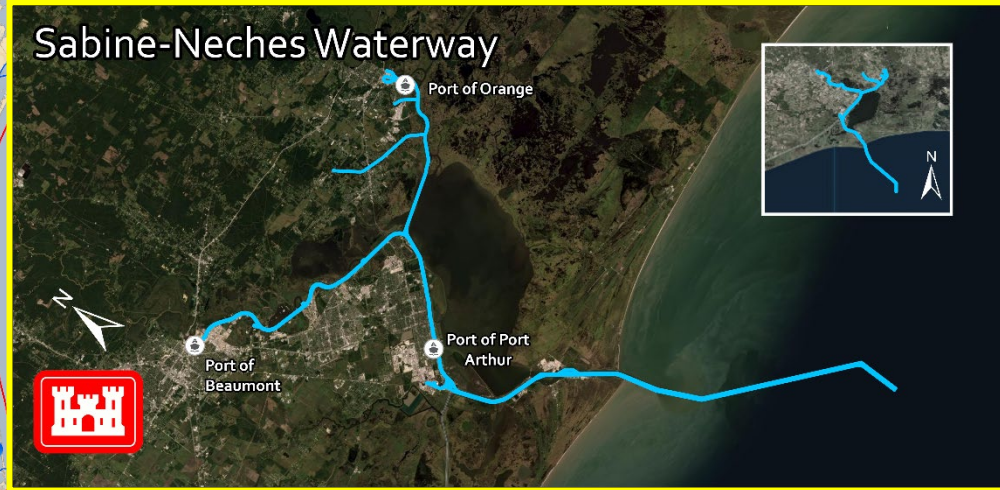 Sabine-Neches Waterway
Port of Orange
N
N
Port of Port
Arthur
Port of
Beaumont